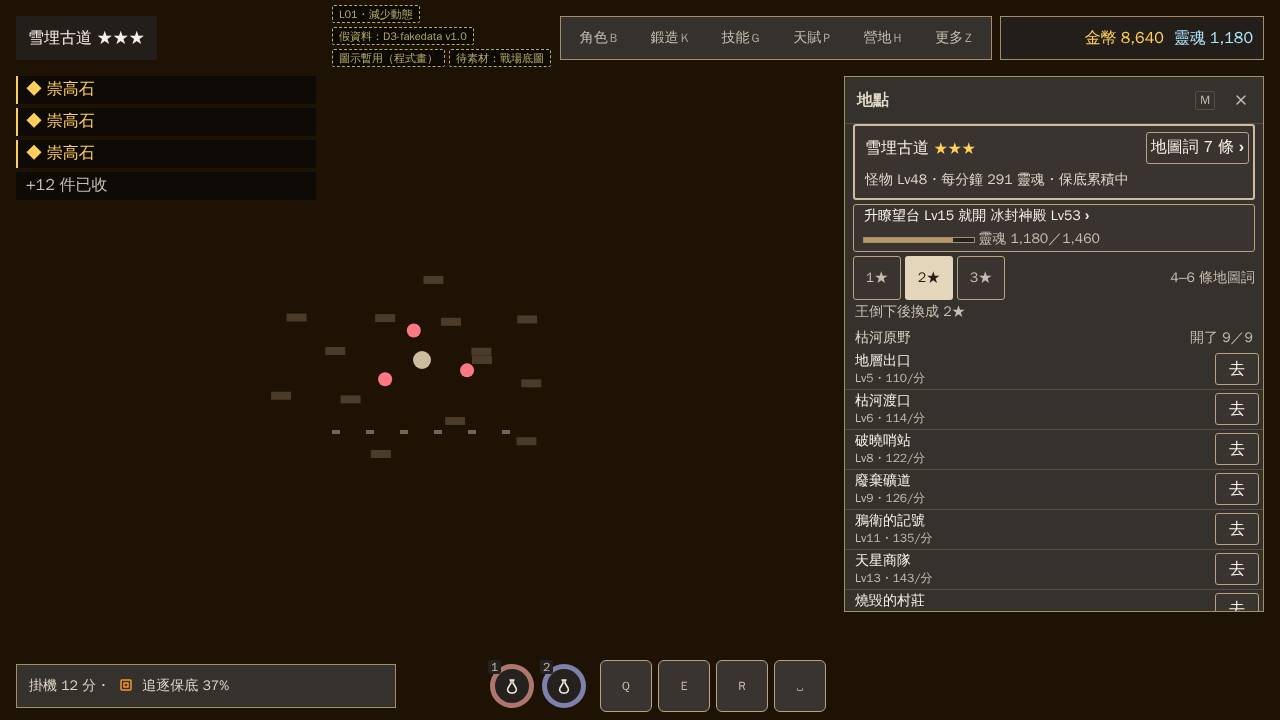 雪埋古道 ★★★
L01・減少動態
假資料：D3-fakedata v1.0
圖示暫用（程式畫）
待素材：戰場底圖
角色B 鍛造K 技能G 天賦P 營地H 更多Z
金幣 8,640 靈魂 1,180
◆ 崇高石
◆ 崇高石
◆ 崇高石
+12 件已收
地點 M ✕
雪埋古道 ★★★
地圖詞 7 條 ›
怪物 Lv48・每分鐘 291 靈魂・保底累積中
升瞭望台 Lv15 就開 冰封神殿 Lv53 ›
靈魂 1,180／1,460
1★ 2★ 3★ 4–6 條地圖詞
王倒下後換成 2★
枯河原野 開了 9／9
地層出口
Lv5・110/分
去
枯河渡口
Lv6・114/分
去
破曉哨站
Lv8・122/分
去
廢棄礦道
Lv9・126/分
去
鴉衛的記號
Lv11・135/分
去
天星商隊
Lv13・143/分
去
燒毀的村莊
去
掛機 12 分・ 追逐保底 37%
1 2 Q E R ⎵